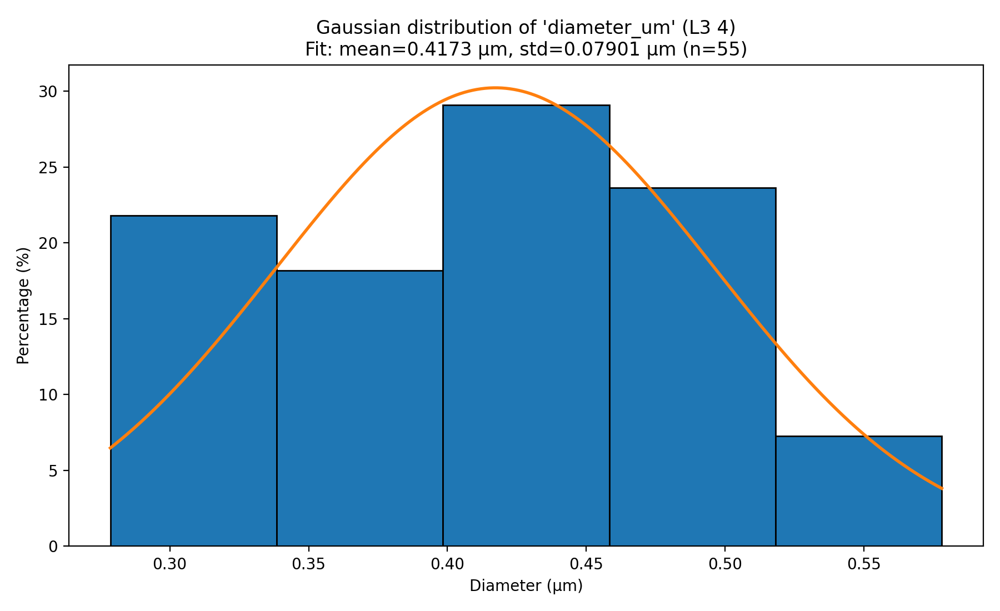 Gaussian distribution of 'diameter_um' (L3 4)
Fit: mean=0.4173 µm, std=0.07901 µm (n=55)
Percentage (%)
30
25
20
15
10
5
0
0.30 0.35 0.40 0.45 0.50 0.55
Diameter (µm)